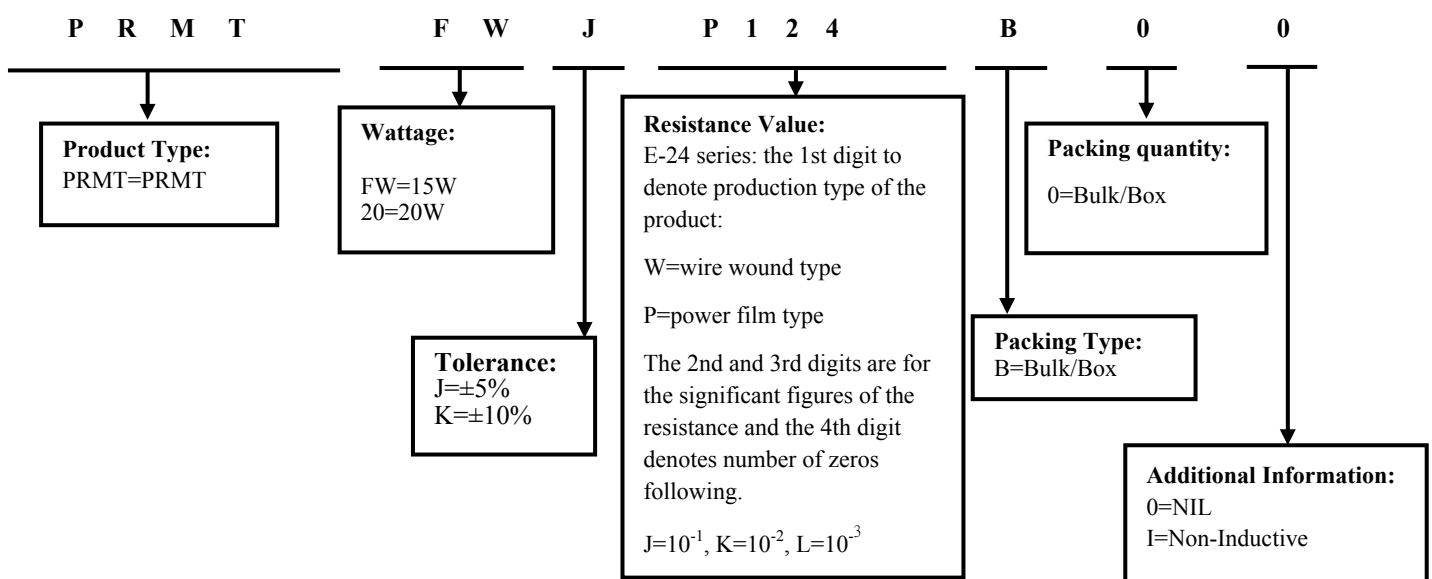 P R M T F W J P 1 2 4 B 0 0
Product Type:
PRMT=PRMT
Wattage:
FW=15W
20=20W
Tolerance:
J=±5%
K=±10%
Resistance Value:
E-24 series: the 1st digit to
denote production type of the
product:
W=wire wound type
P=power film type
The 2nd and 3rd digits are for
the significant figures of the
resistance and the 4th digit
denotes number of zeros
following.
J=10⁻¹, K=10⁻², L=10⁻³
Packing Type:
B=Bulk/Box
Packing quantity:
0=Bulk/Box
Additional Information:
0=NIL
I=Non-Inductive